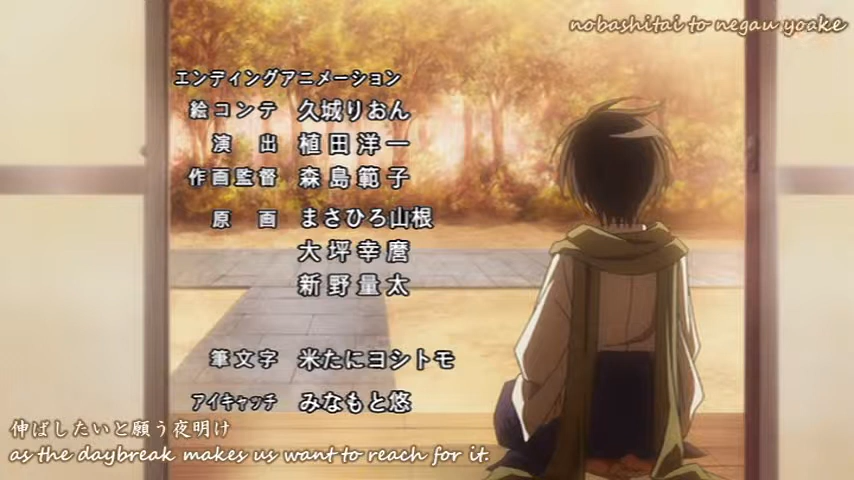 nobashitai to negau yoake
エンディングアニメーション
絵コンテ 久城りおん
演出 植田洋一
作画監督 森島範子
原画 まさひろ山根
大坪幸麿
新野量太
筆文字 米たにヨシトモ
アイキャッチ みなもと悠
伸ばしたいと願う夜明け
as the daybreak makes us want to reach for it.